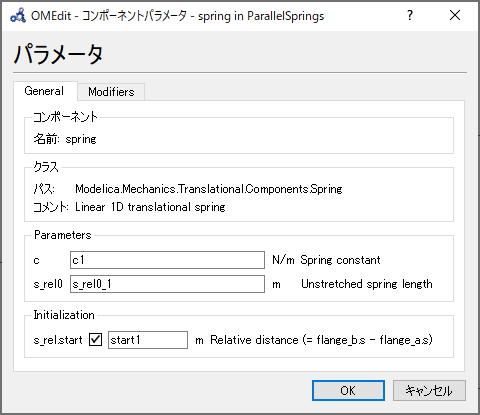 OMEdit - コンポーネントパラメータ - spring in ParallelSprings ? ×
パラメータ
General Modifiers
コンポーネント
名前: spring
クラス
パス: Modelica.Mechanics.Translational.Components.Spring
コメント: Linear 1D translational spring
Parameters
c c1 N/m Spring constant
s_rel0 s_rel0_1 m Unstretched spring length
Initialization
s_rel.start start1 m Relative distance (= flange_b.s - flange_a.s)
OK キャンセル